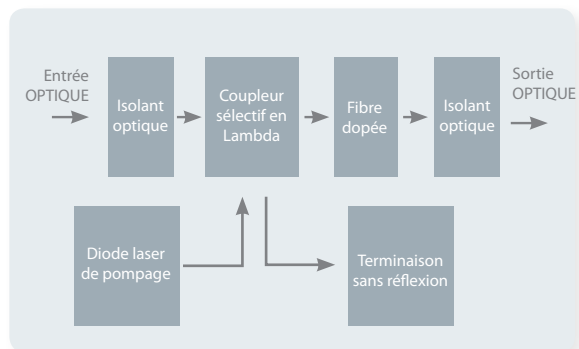 Entrée
OPTIQUE
Isolant
optique
Coupleur
sélectif en
Lambda
Fibre
dopée
Isolant
optique
Sortie
OPTIQUE
Diode laser
de pompage
Terminaison
sans réflexion